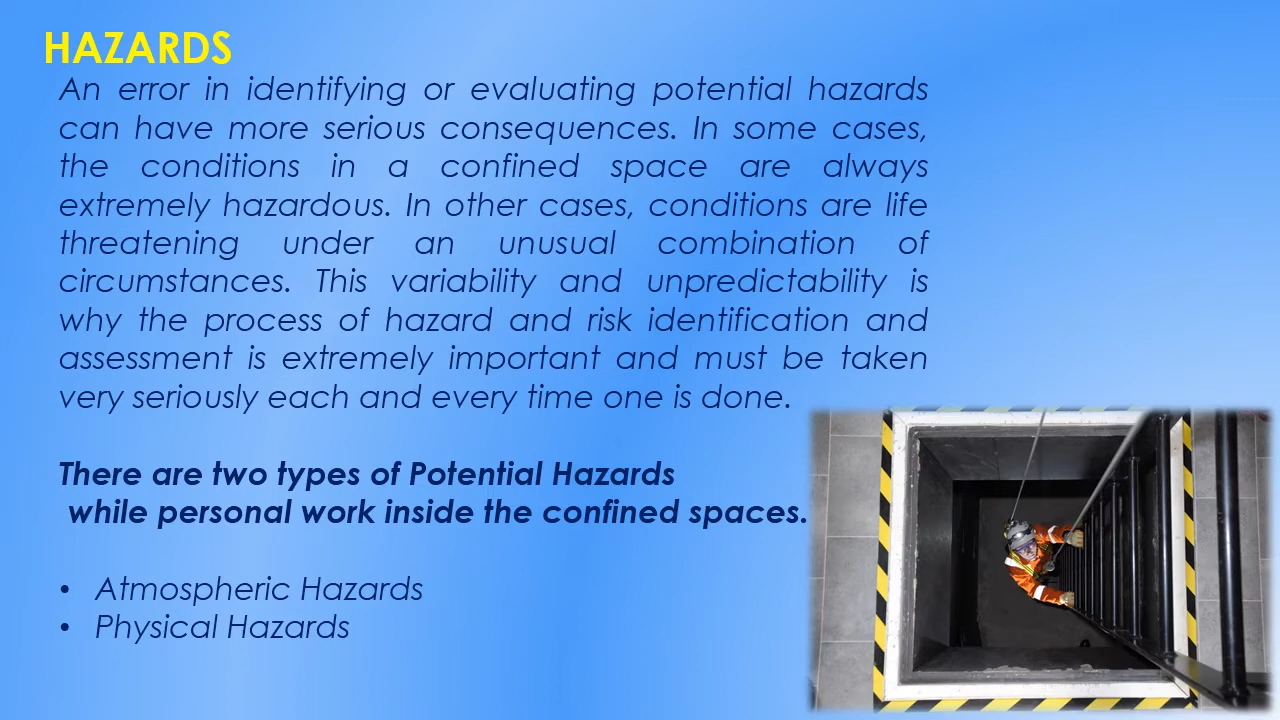 HAZARDS
An error in identifying or evaluating potential hazards
can have more serious consequences. In some cases,
the conditions in a confined space are always
extremely hazardous. In other cases, conditions are life
threatening under an unusual combination of
circumstances. This variability and unpredictability is
why the process of hazard and risk identification and
assessment is extremely important and must be taken
very seriously each and every time one is done.
There are two types of Potential Hazards
while personal work inside the confined spaces.
• Atmospheric Hazards
• Physical Hazards